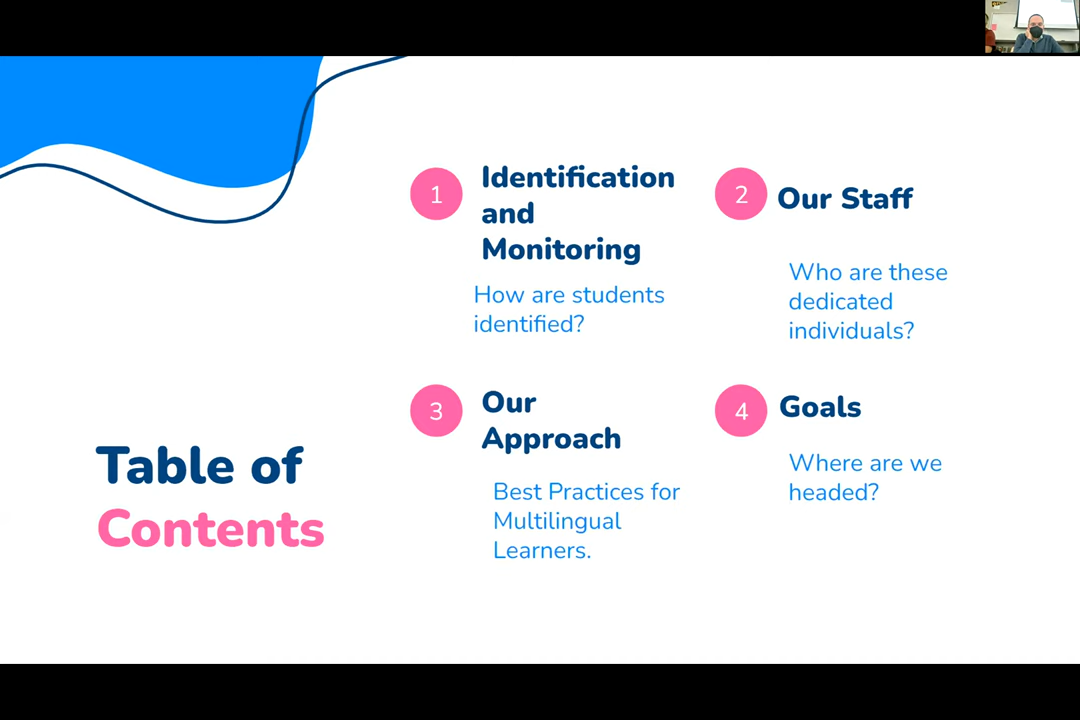 Table of
Contents
1
Identification
and
Monitoring
How are students
identified?
2
Our Staff
Who are these
dedicated
individuals?
3
Our
Approach
Best Practices for
Multilingual
Learners.
4
Goals
Where are we
headed?